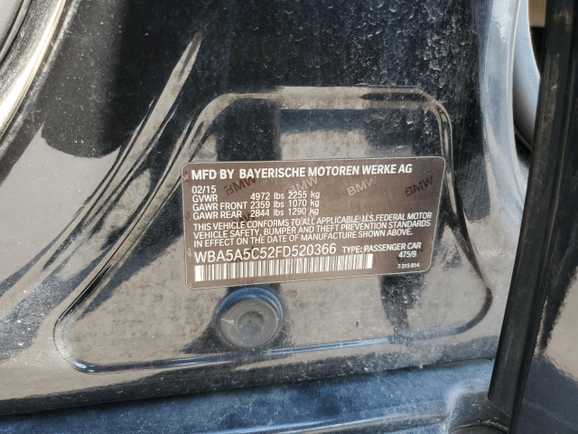 MFD BY BAYERISCHE MOTOREN WERKE AG
02/15
GVWR 4972 lbs 2255 kg
GAWR FRONT 2359 lbs 1070 kg
GAWR REAR 2844 lbs 1290 kg
THIS VEHICLE CONFORMS TO ALL APPLICABLE U.S. FEDERAL MOTOR
VEHICLE SAFETY, BUMPER AND THEFT PREVENTION STANDARDS
IN EFFECT ON THE DATE OF MANUFACTURE SHOWN ABOVE.
WBA5A5C52FD520366 TYPE: PASSENGER CAR
475/8